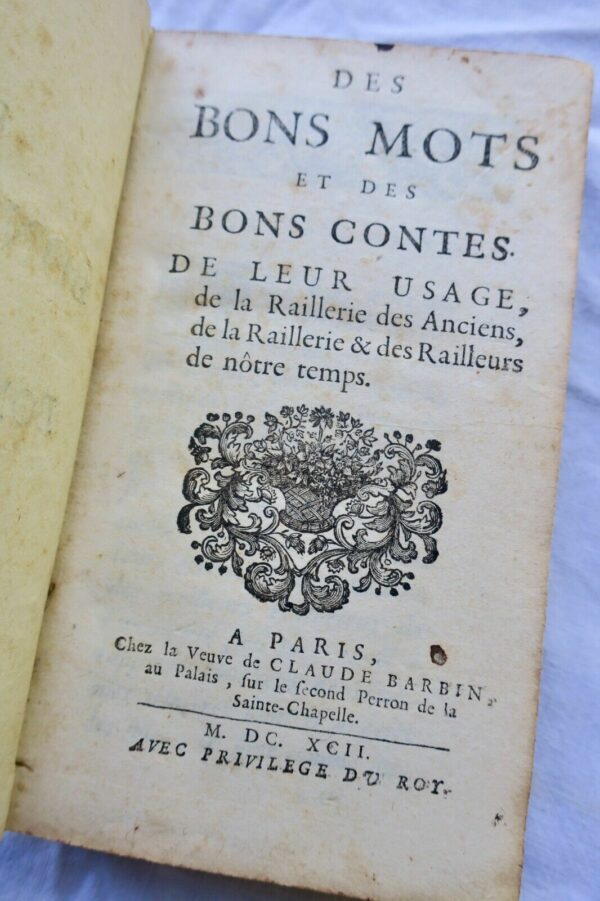 DES
BONS MOTS
ET DES
BONS CONTES.
DE LEUR USAGE,
de la Raillerie des Anciens,
de la Raillerie & des Railleurs
de nôtre temps.
A PARIS,
Chez la Veuve de CLAUDE BARBIN,
au Palais, ſur le ſecond Perron de la
Sainte-Chapelle.
M. DC. XCII.
AVEC PRIVILEGE DU ROY.